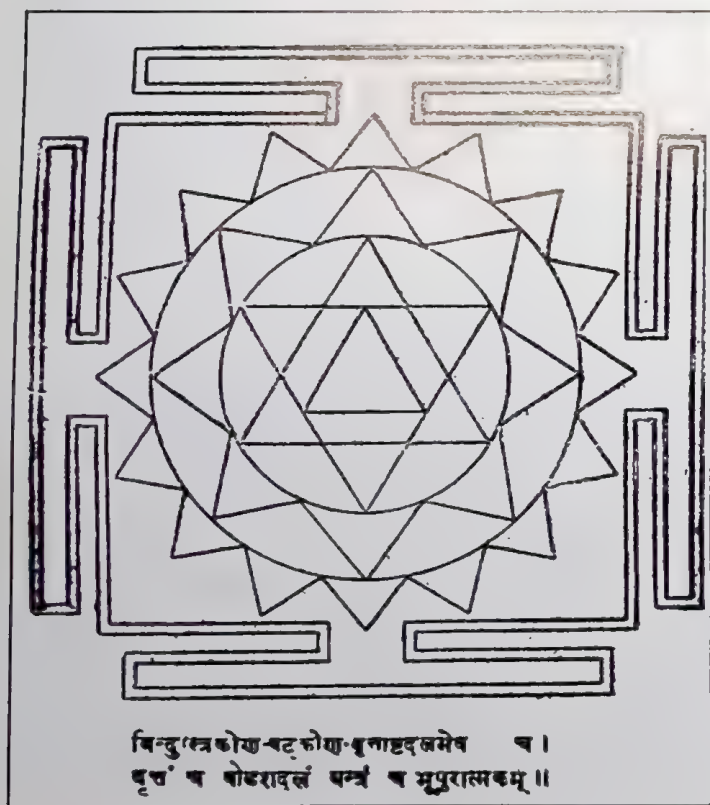 बिन्दुस्त्रिकोण-षट्कोण-वृत्ताष्टदलमेव च ।
वृत्तं च षोडशदलं यन्त्रं च भूपुरात्मकम् ॥